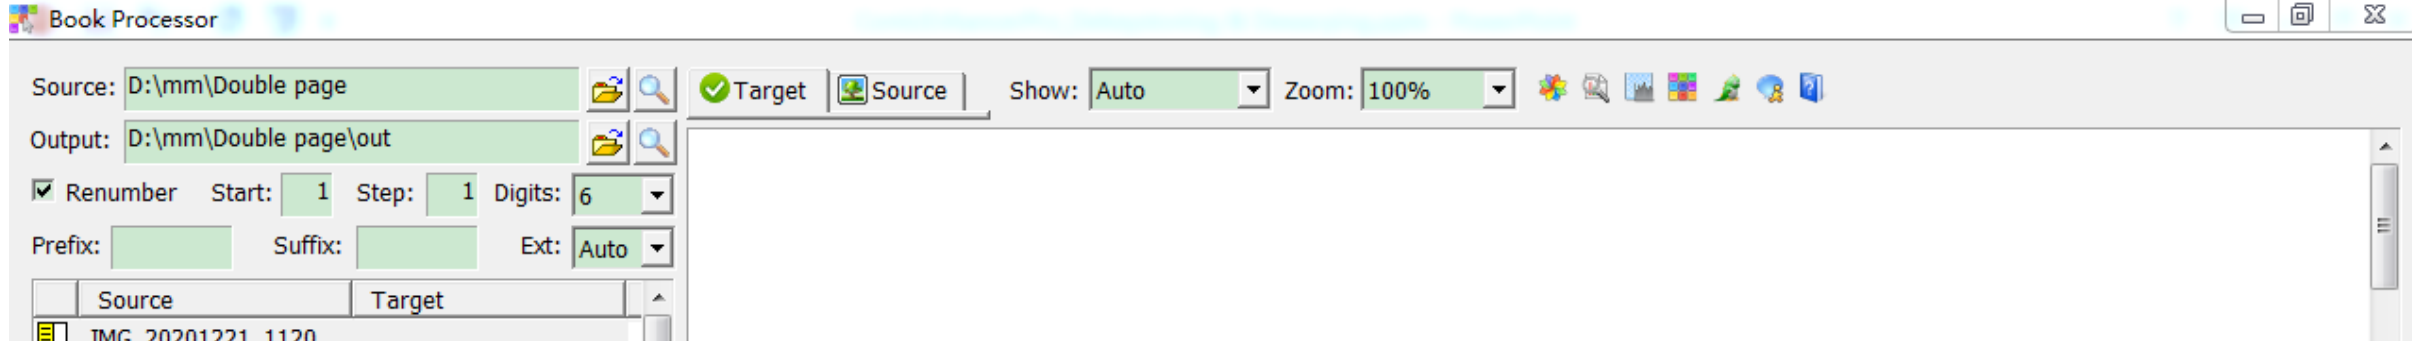 Book Processor
Source: D:\mm\Double page
Target Source Show: Auto Zoom: 100%
Output: D:\mm\Double page\out
Renumber Start: 1 Step: 1 Digits: 6
Prefix: Suffix: Ext: Auto
Source Target
IMG_20201221_1120